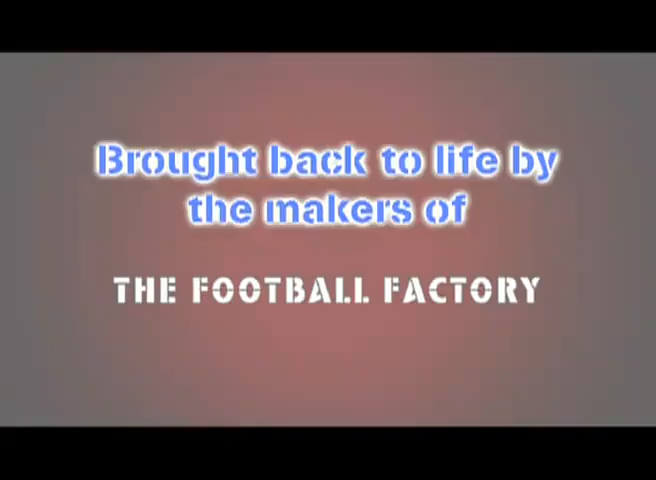 Brought back to life by
the makers of
THE FOOTBALL FACTORY